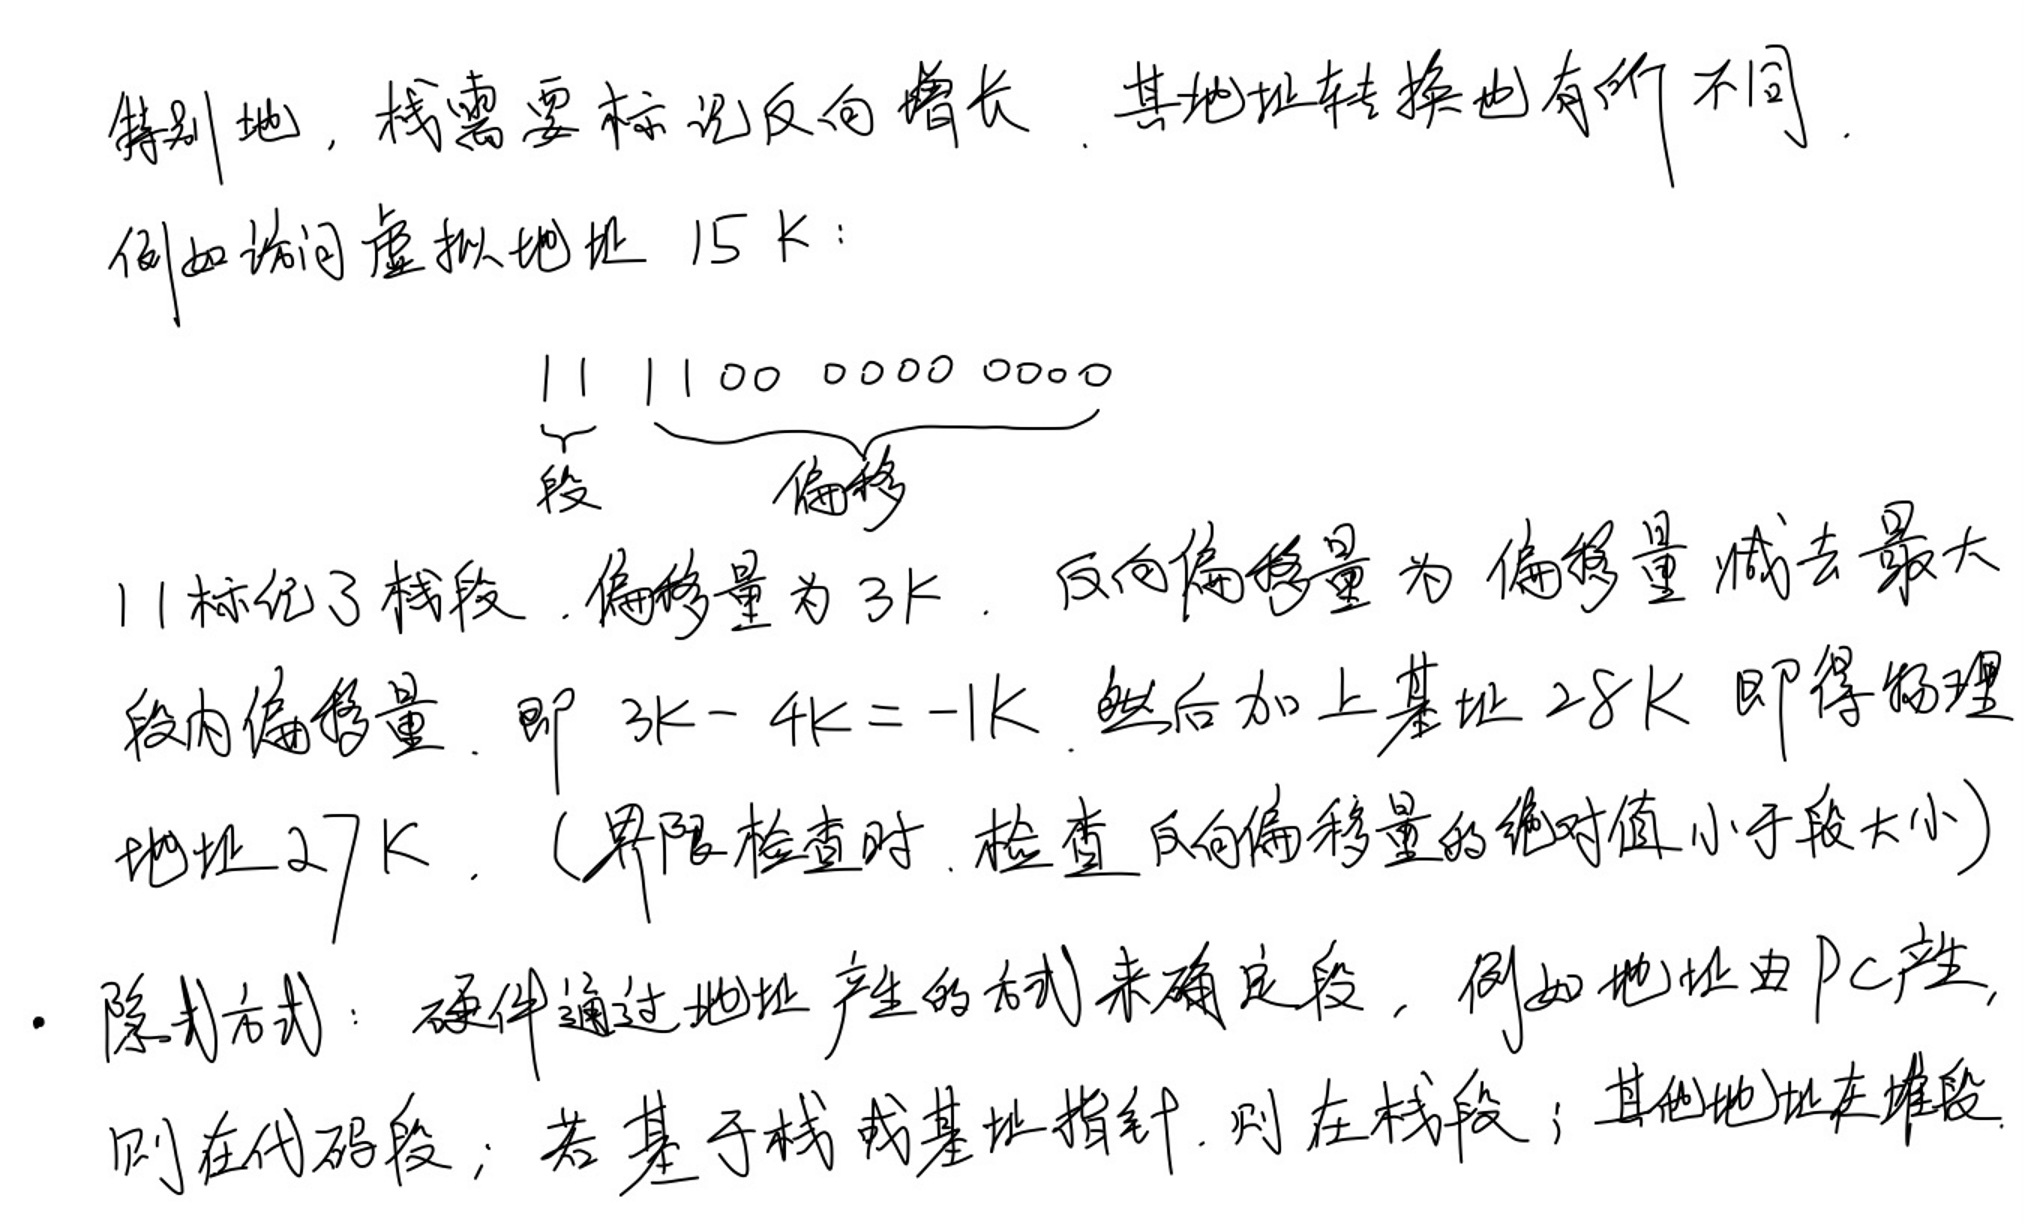 特别地，栈需要标记反向增长．其地址转换也有所不同．
例如访问虚拟地址 15 K：
11 1100 0000 0000
段 偏移
11标记了栈段．偏移量为 3K． 反向偏移量为 偏移量减去最大
段内偏移量．即 3K - 4K = -1K．然后加上基址 28K 即得物理
地址27K．（界限检查时．检查 反向偏移量的绝对值小于段大小）
· 隐式方式： 硬件通过地址产生的方式来确定段，例如地址由PC产生，
则在代码段；若基于栈或基址指针．则在栈段；其他地址在堆段．